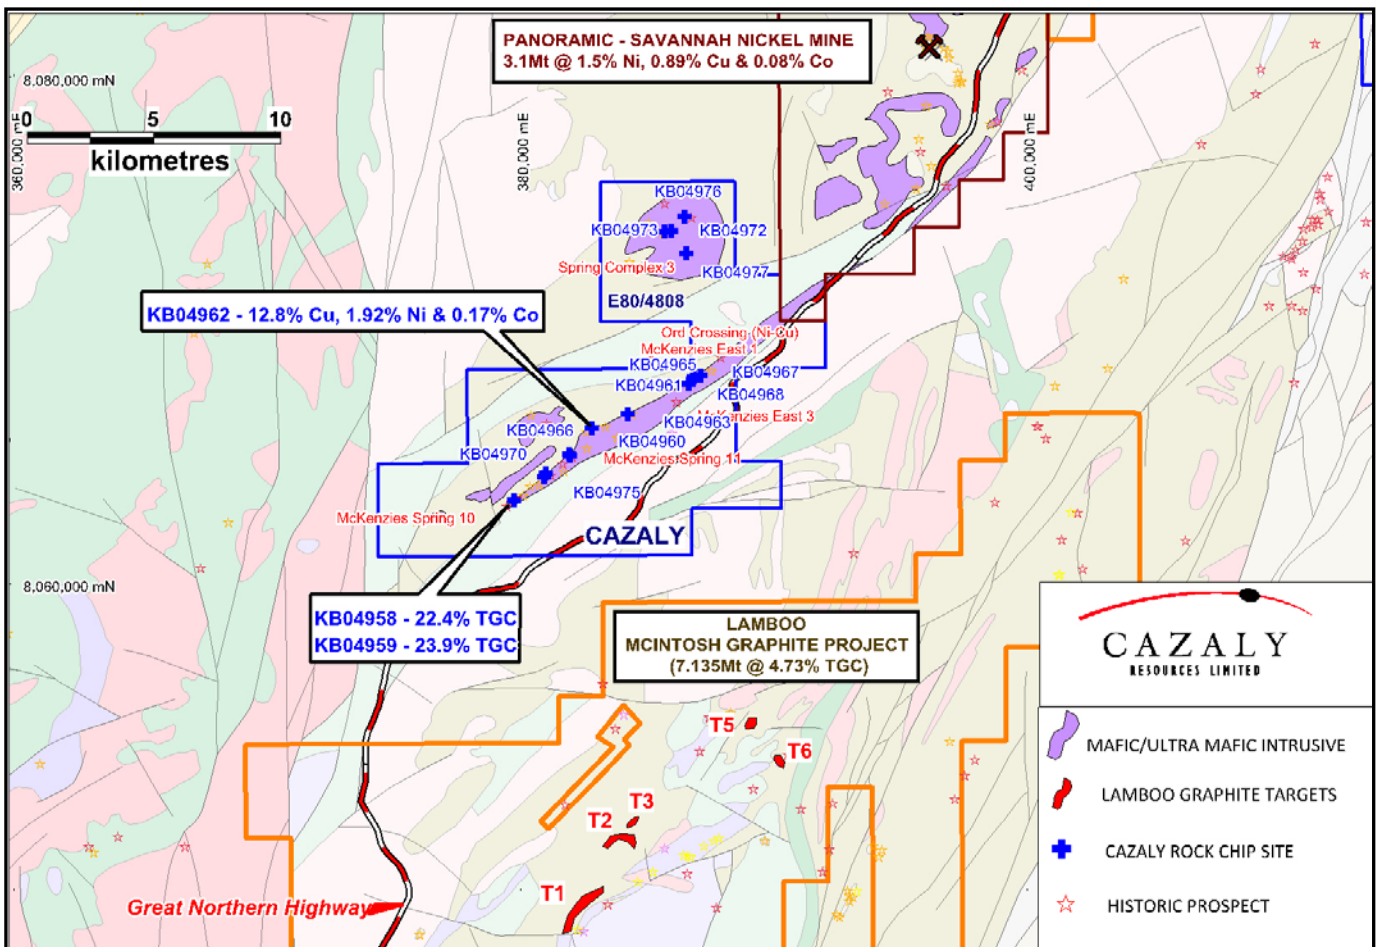 PANORAMIC - SAVANNAH NICKEL MINE
3.1Mt @ 1.5% Ni, 0.89% Cu & 0.08% Co
8,080,000 mN
0 5 10
kilometres
360,000 mE
380,000 mE
400,000 mE
KB04976
KB04973
KB04972
Spring Complex 3
KB04977
E80/4808
KB04962 - 12.8% Cu, 1.92% Ni & 0.17% Co
Ord Crossing (Ni-Cu)
McKenzies East 1
KB04965
KB04967
KB04961
KB04968
McKenzies East 3
KB04963
KB04966
KB04960
KB04970
McKenzies Spring 11
KB04975
McKenzies Spring 10
CAZALY
8,060,000 mN
KB04958 - 22.4% TGC
KB04959 - 23.9% TGC
LAMBOO
MCINTOSH GRAPHITE PROJECT
(7.135Mt @ 4.73% TGC)
T5
T6
T3
T2
T1
Great Northern Highway
CAZALY
RESOURCES LIMITED
MAFIC/ULTRA MAFIC INTRUSIVE
LAMBOO GRAPHITE TARGETS
CAZALY ROCK CHIP SITE
HISTORIC PROSPECT